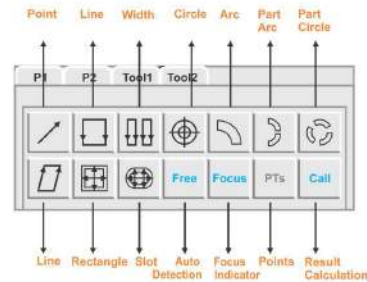 Point Line Width Circle Arc Part Arc Part Circle
P1 P2 Tool1 Tool2
Free Focus PTs Call
Line Rectangle Slot Auto Detection Focus Indicator Points Result Calculation